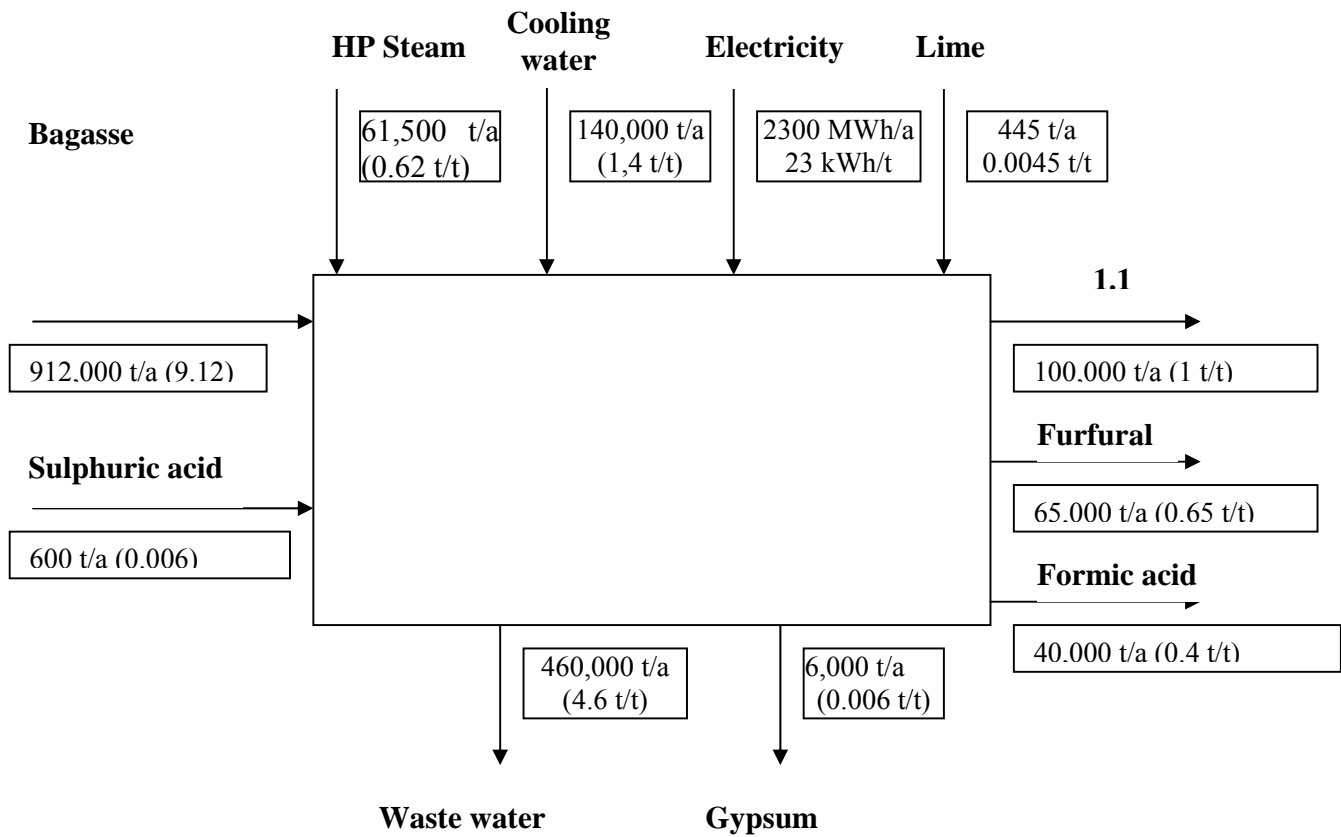 HP Steam
Cooling
water
Electricity
Lime
Bagasse
61,500 t/a
(0.62 t/t)
140,000 t/a
(1,4 t/t)
2300 MWh/a
23 kWh/t
445 t/a
0.0045 t/t
1.1
912,000 t/a (9.12)
100,000 t/a (1 t/t)
Furfural
Sulphuric acid
65,000 t/a (0.65 t/t)
600 t/a (0.006)
Formic acid
40,000 t/a (0.4 t/t)
460,000 t/a
(4.6 t/t)
6,000 t/a
(0.006 t/t)
Waste water
Gypsum